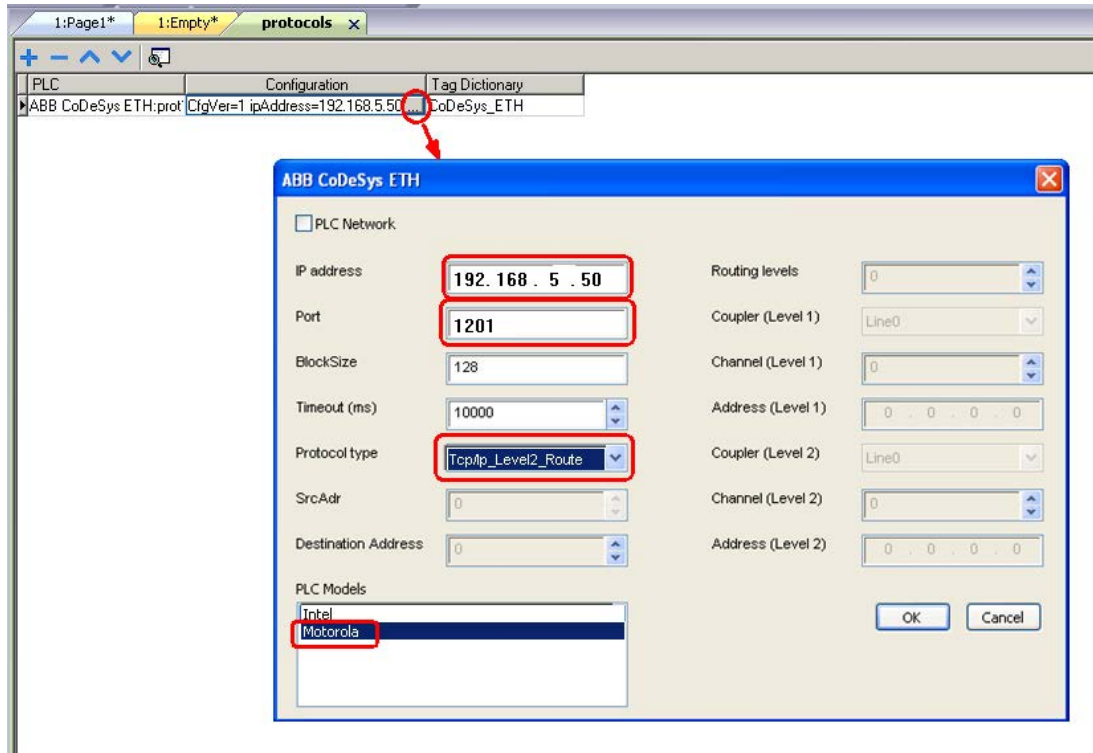 1:Page1*
1:Empty*
protocols x
PLC Configuration Tag Dictionary
ABB CoDeSys ETH:prot CfgVer=1 ipAddress=192.168.5.50 ... CoDeSys_ETH
ABB CoDeSys ETH
PLC Network
IP address 192. 168 . 5 . 50 Routing levels 0
Port 1201 Coupler (Level 1) Line0
BlockSize 128 Channel (Level 1) 0
Timeout (ms) 10000 Address (Level 1) 0 . 0 . 0 . 0
Protocol type Tcp/Ip_Level2_Route Coupler (Level 2) Line0
SrcAdr 0 Channel (Level 2) 0
Destination Address 0 Address (Level 2) 0 . 0 . 0 . 0
PLC Models
Intel
Motorola
OK Cancel